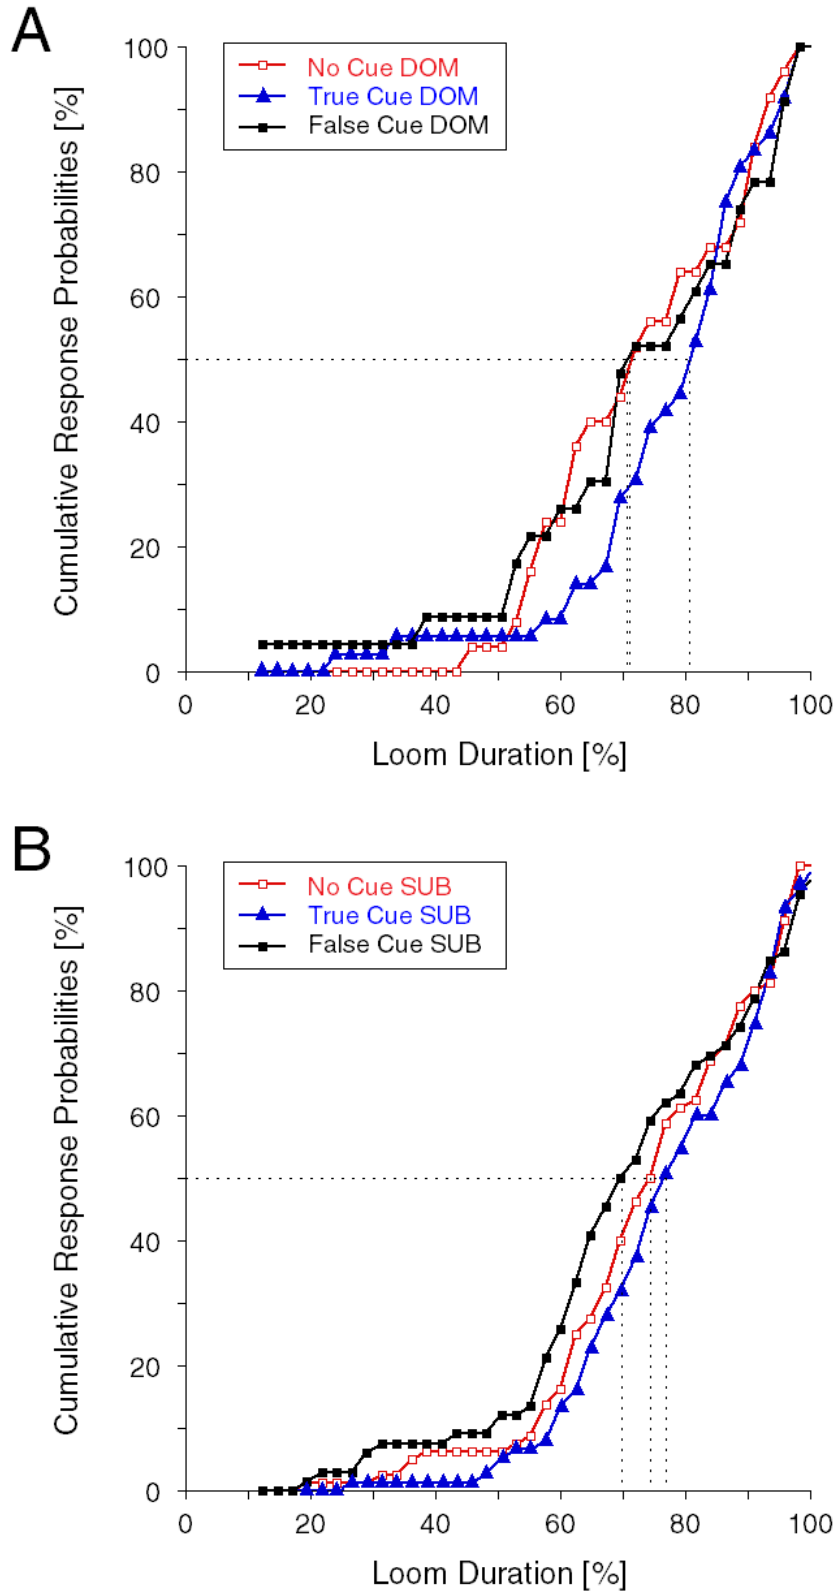 A
No Cue DOM
True Cue DOM
False Cue DOM
Cumulative Response Probabilities [%]
100
80
60
40
20
0
0 20 40 60 80 100
Loom Duration [%]
B
No Cue SUB
True Cue SUB
False Cue SUB
Cumulative Response Probabilities [%]
100
80
60
40
20
0
0 20 40 60 80 100
Loom Duration [%]